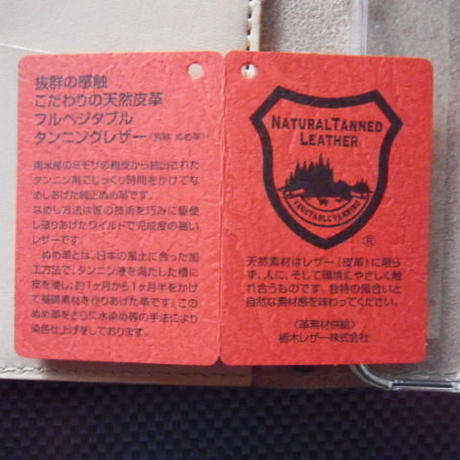 抜群の感触
こだわりの天然皮革
フルベジタブル
タンニングレザー(別称 ぬめ革)
南米産のミモザの樹皮から抽出された
タンニン剤でじっくり時間をかけてな
めしあげた純正ぬめ革です。
なめし方法は匠の技術を巧みに駆使
し造りあげたワイルドで完成度の高い
レザーです。
ぬめ革とは、日本の風土に合った加
工方法で、タンニン液を満たした槽に
皮を浸し、約1ヶ月から1ヶ月半をかけ
て基礎素材を作りあげた革です。この
ぬめ革をさらに水染め等の手法により
染色仕上げをしております。
NATURAL TANNED
LEATHER
VEGETABLE TANNING
®
天然素材はレザー(皮革)に限ら
ず、人に、そして環境にやさしく触
れ合うものです。独特の風合いと
自然な素材感を味わってください。
〈革素材供給〉
栃木レザー株式会社